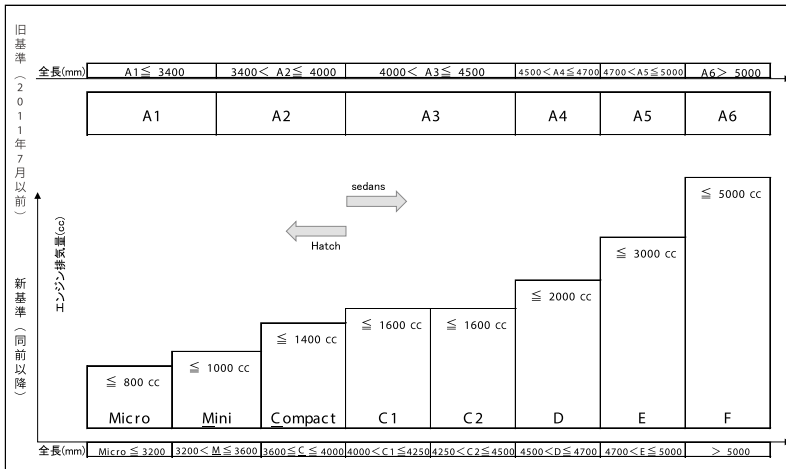 旧基準（2011年7月以前）
全長(mm)
A1≦ 3400
3400＜ A2≦ 4000
4000＜ A3≦ 4500
4500＜A4≦4700
4700＜A5≦5000
A6＞ 5000
A1
A2
A3
A4
A5
A6
sedans
Hatch
新基準（同前以降）
エンジン排気量(cc)
≦ 800 cc
≦ 1000 cc
≦ 1400 cc
≦ 1600 cc
≦ 1600 cc
≦ 2000 cc
≦ 3000 cc
≦ 5000 cc
Micro
Mini
Compact
C1
C2
D
E
F
全長(mm)
Micro≦3200
3200＜M≦3600
3600≦C≦4000
4000＜C1≦4250
4250＜C2≦4500
4500＜D≦4700
4700＜E≦5000
＞ 5000